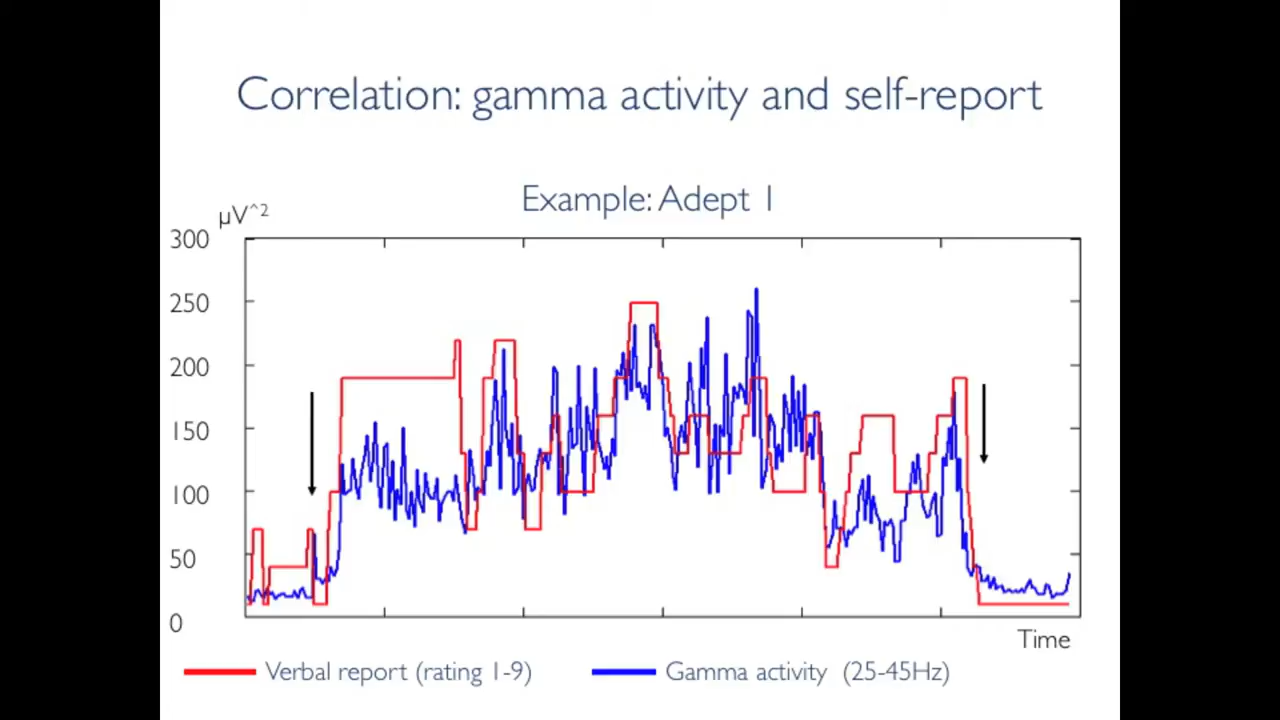 Correlation: gamma activity and self-report
Example: Adept 1
µV^2
300
250
200
150
100
50
0
Time
Verbal report (rating 1-9)
Gamma activity (25-45Hz)